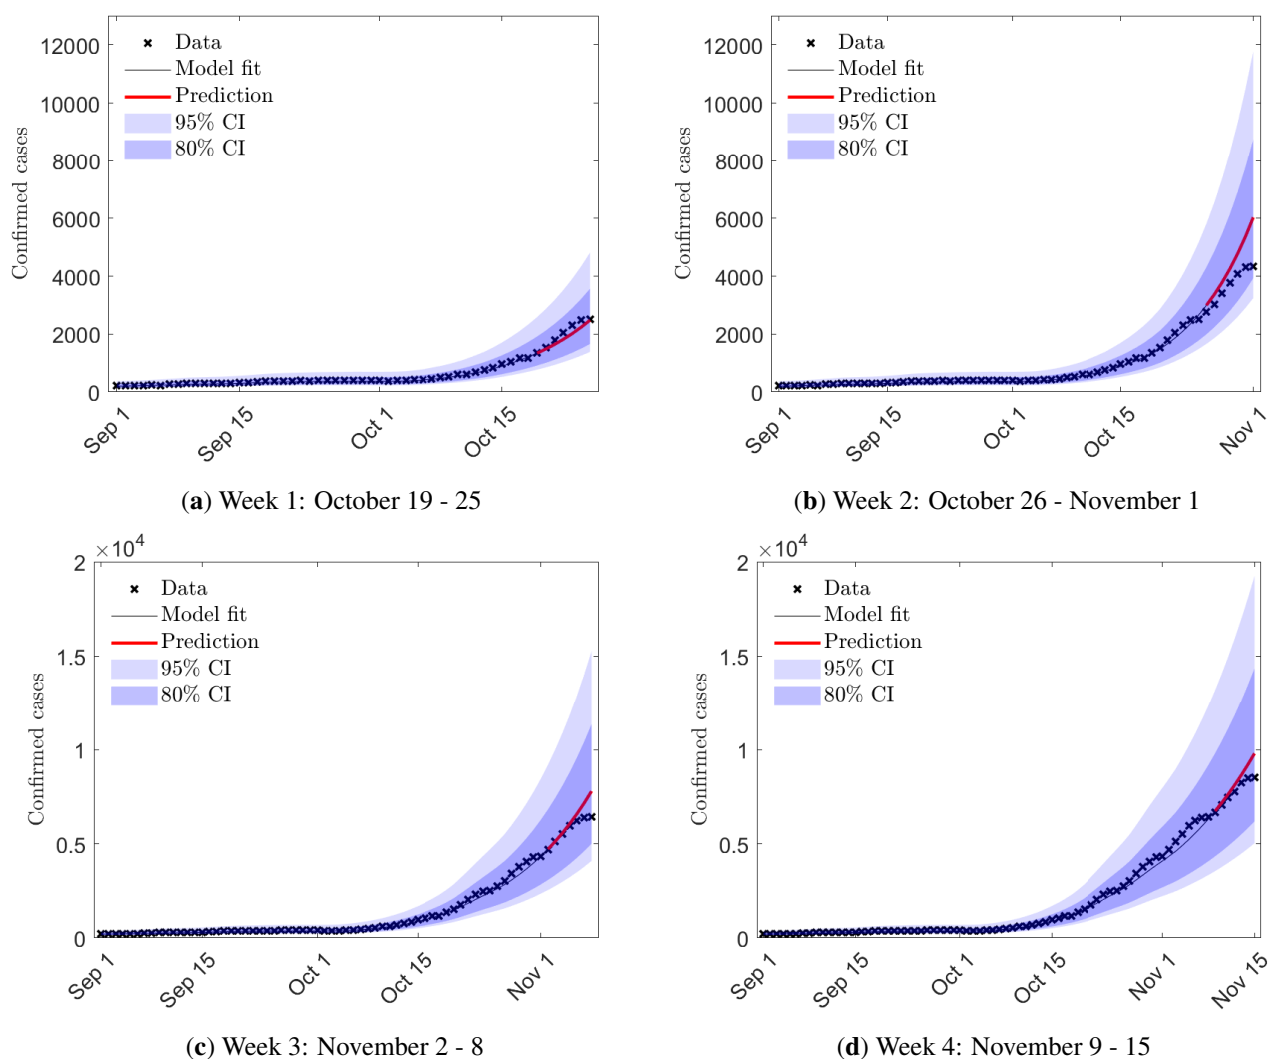 12000
10000
8000
6000
4000
2000
0
Confirmed cases
Data
Model fit
Prediction
95% CI
80% CI
Sep 1
Sep 15
Oct 1
Oct 15
(a) Week 1: October 19 - 25
12000
10000
8000
6000
4000
2000
0
Confirmed cases
Data
Model fit
Prediction
95% CI
80% CI
Sep 1
Sep 15
Oct 1
Oct 15
Nov 1
(b) Week 2: October 26 - November 1
×10⁴
2
1.5
1
0.5
0
Confirmed cases
Data
Model fit
Prediction
95% CI
80% CI
Sep 1
Sep 15
Oct 1
Oct 15
Nov 1
(c) Week 3: November 2 - 8
×10⁴
2
1.5
1
0.5
0
Confirmed cases
Data
Model fit
Prediction
95% CI
80% CI
Sep 1
Sep 15
Oct 1
Oct 15
Nov 1
Nov 15
(d) Week 4: November 9 - 15